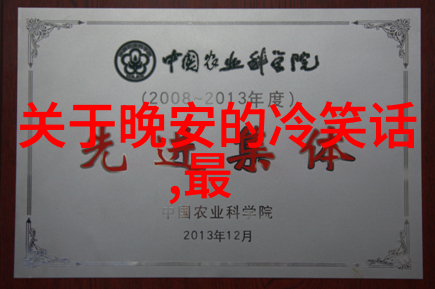 中国农业科学院
(2008~2013年度)
关于晚安的冷笑话
先进集体
,最
中国农业科学院
2013年12月